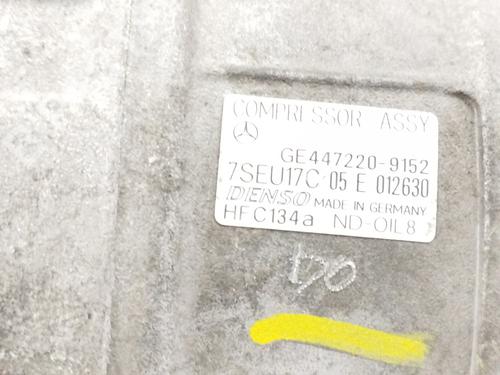 COMPRESSOR ASSY
GE447220-9152
7SEU17C 05 E 012630
DENSO MADE IN GERMANY
HFC134a ND-OIL8